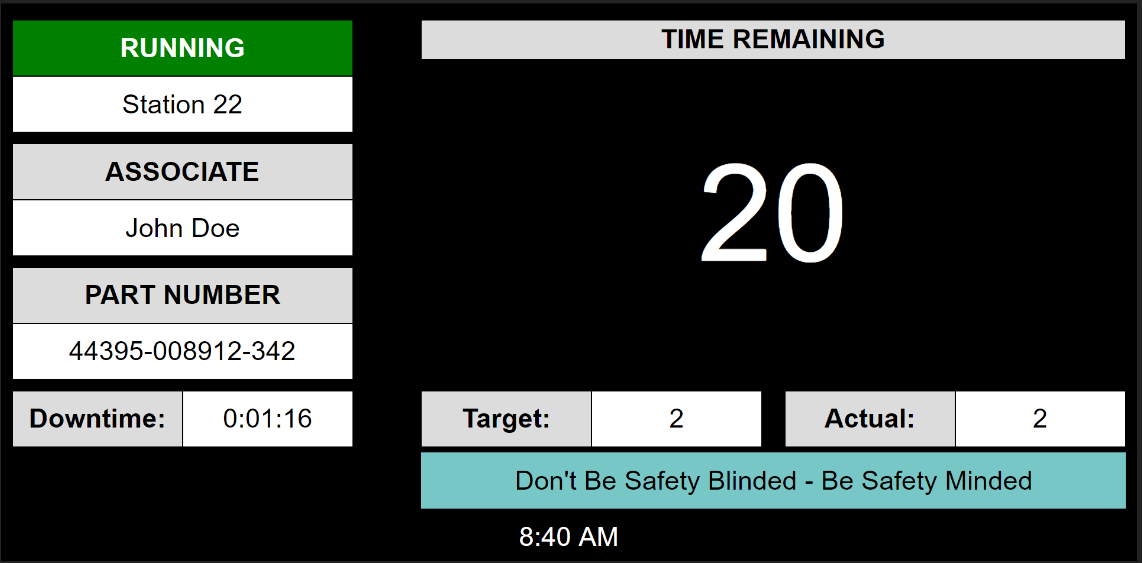 RUNNING
Station 22
ASSOCIATE
John Doe
PART NUMBER
44395-008912-342
Downtime: 0:01:16
TIME REMAINING
20
Target: 2 Actual: 2
Don't Be Safety Blinded - Be Safety Minded
8:40 AM